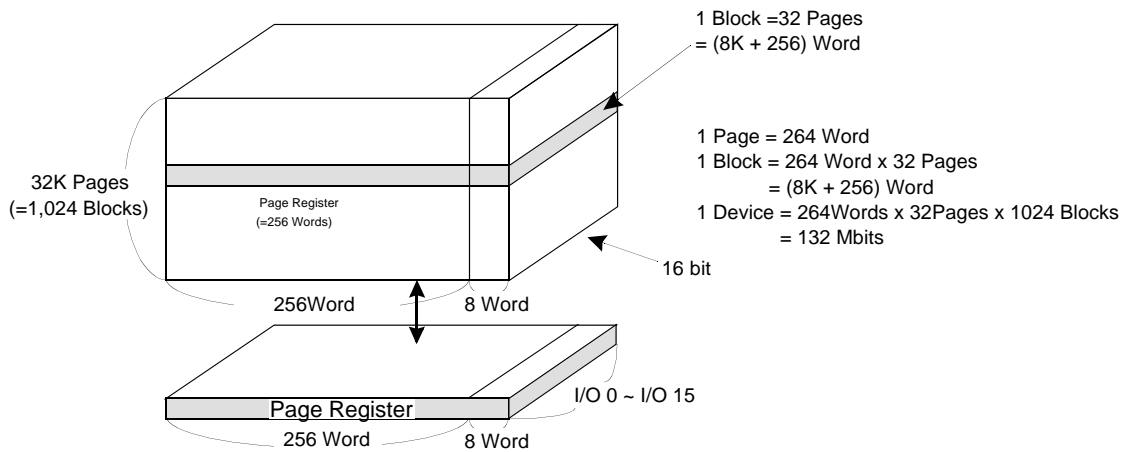 1 Block =32 Pages
= (8K + 256) Word
1 Page = 264 Word
1 Block = 264 Word x 32 Pages
= (8K + 256) Word
1 Device = 264Words x 32Pages x 1024 Blocks
= 132 Mbits
32K Pages
(=1,024 Blocks)
Page Register
(=256 Words)
16 bit
256Word
8 Word
I/O 0 ~ I/O 15
Page Register
256 Word
8 Word